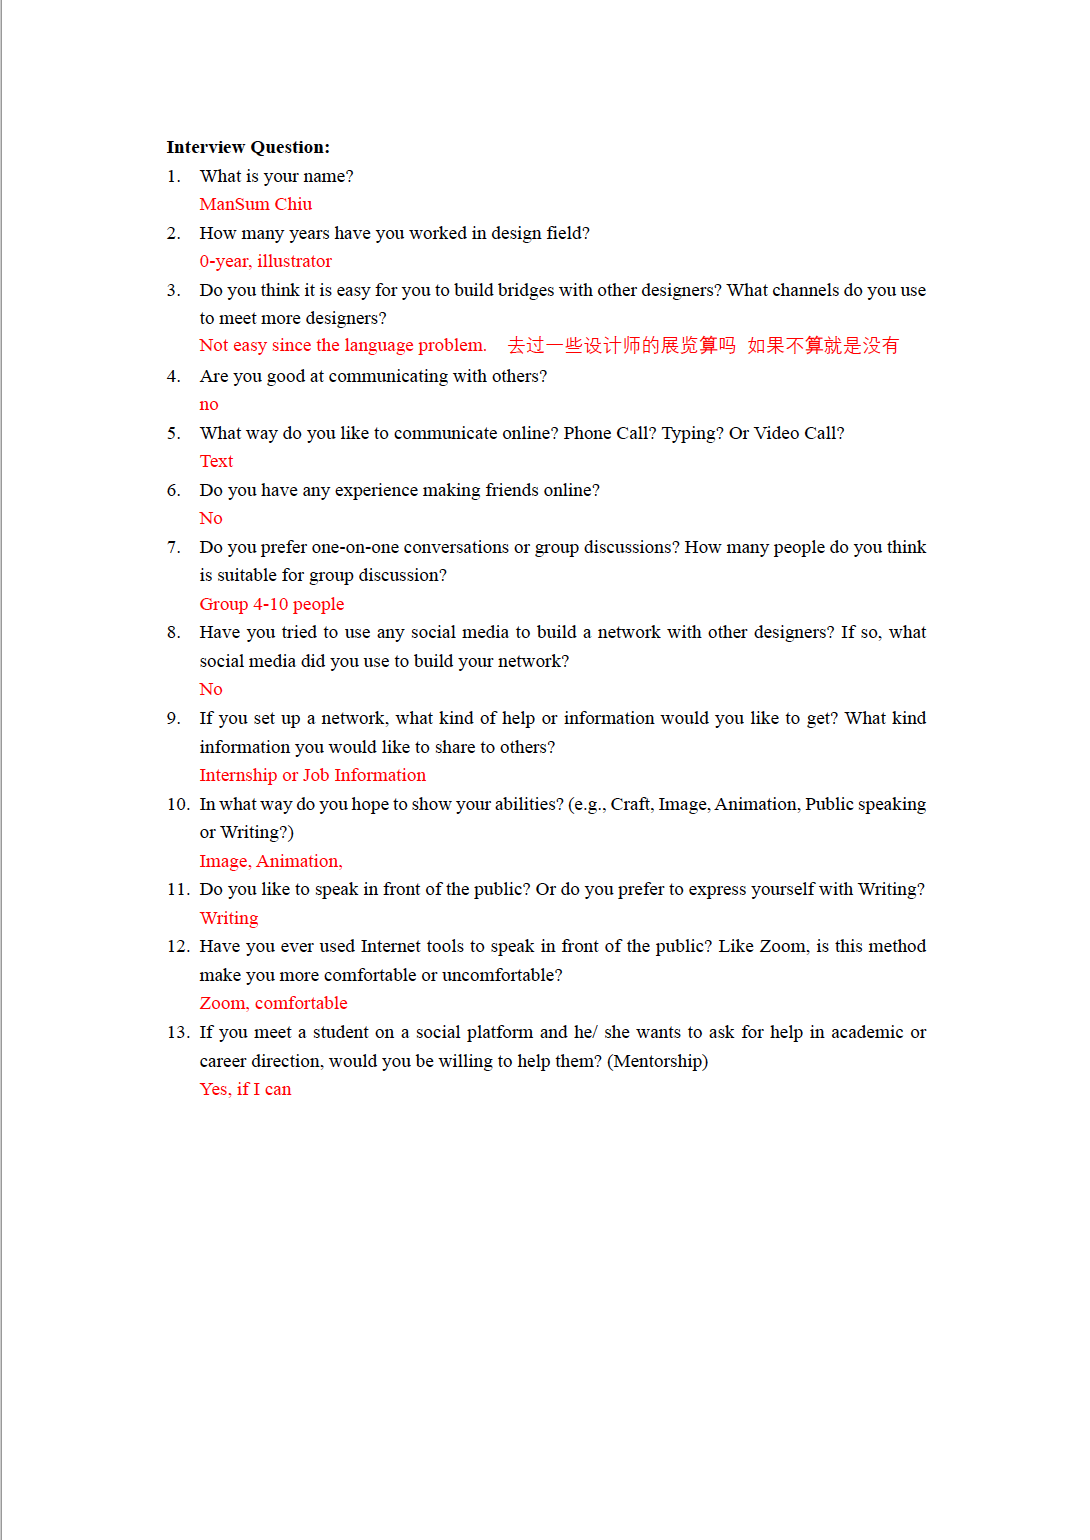 Interview Question:
1. What is your name?
ManSum Chiu
2. How many years have you worked in design field?
0-year, illustrator
3. Do you think it is easy for you to build bridges with other designers? What channels do you use
to meet more designers?
Not easy since the language problem. 去过一些设计师的展览算吗 如果不算就是没有
4. Are you good at communicating with others?
no
5. What way do you like to communicate online? Phone Call? Typing? Or Video Call?
Text
6. Do you have any experience making friends online?
No
7. Do you prefer one-on-one conversations or group discussions? How many people do you think
is suitable for group discussion?
Group 4-10 people
8. Have you tried to use any social media to build a network with other designers? If so, what
social media did you use to build your network?
No
9. If you set up a network, what kind of help or information would you like to get? What kind
information you would like to share to others?
Internship or Job Information
10. In what way do you hope to show your abilities? (e.g., Craft, Image, Animation, Public speaking
or Writing?)
Image, Animation,
11. Do you like to speak in front of the public? Or do you prefer to express yourself with Writing?
Writing
12. Have you ever used Internet tools to speak in front of the public? Like Zoom, is this method
make you more comfortable or uncomfortable?
Zoom, comfortable
13. If you meet a student on a social platform and he/ she wants to ask for help in academic or
career direction, would you be willing to help them? (Mentorship)
Yes, if I can